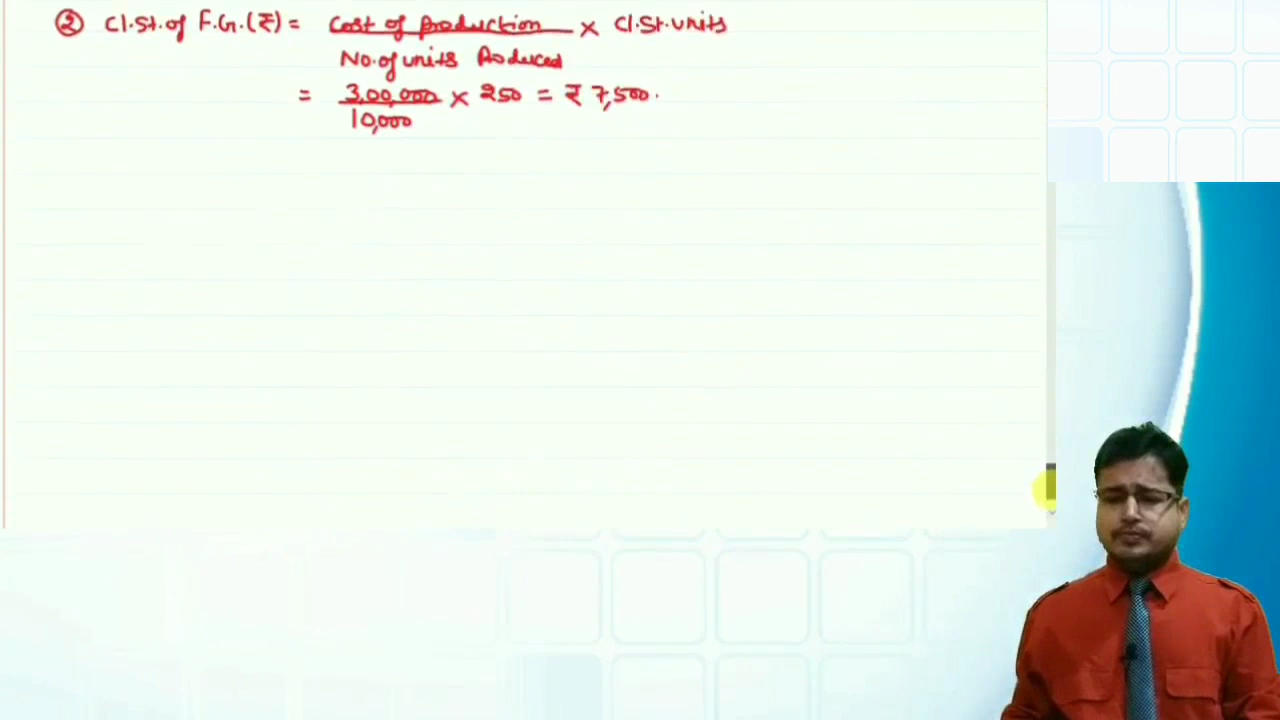 ② Cl.St. of F.G.(₹) = Cost of Production × Cl.St. units
No. of units Produced
= 3,00,000 × 250 = ₹ 7,500.
10,000